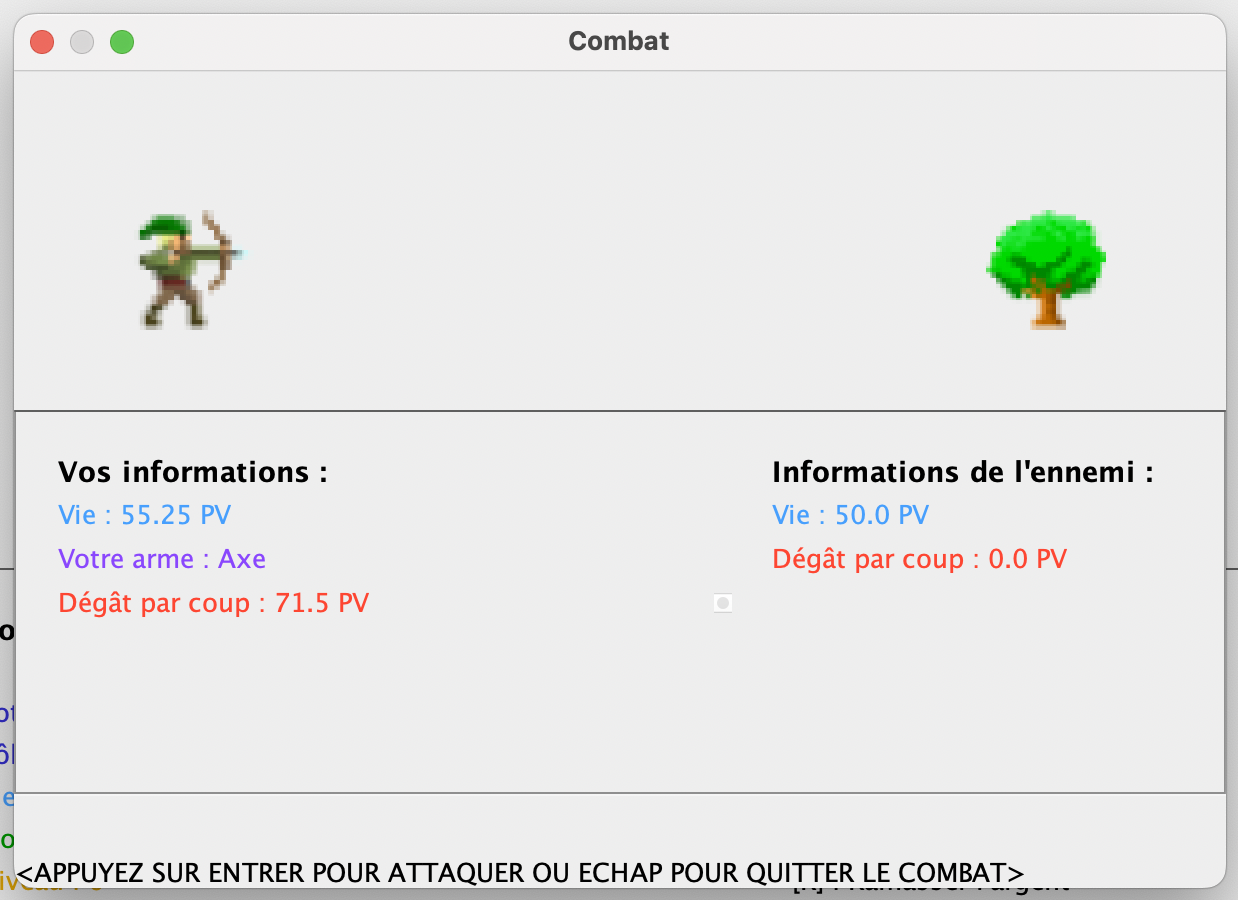 Combat
Vos informations :
Vie : 55.25 PV
Votre arme : Axe
Dégât par coup : 71.5 PV
Informations de l'ennemi :
Vie : 50.0 PV
Dégât par coup : 0.0 PV
<APPUYEZ SUR ENTRER POUR ATTAQUER OU ECHAP POUR QUITTER LE COMBAT>